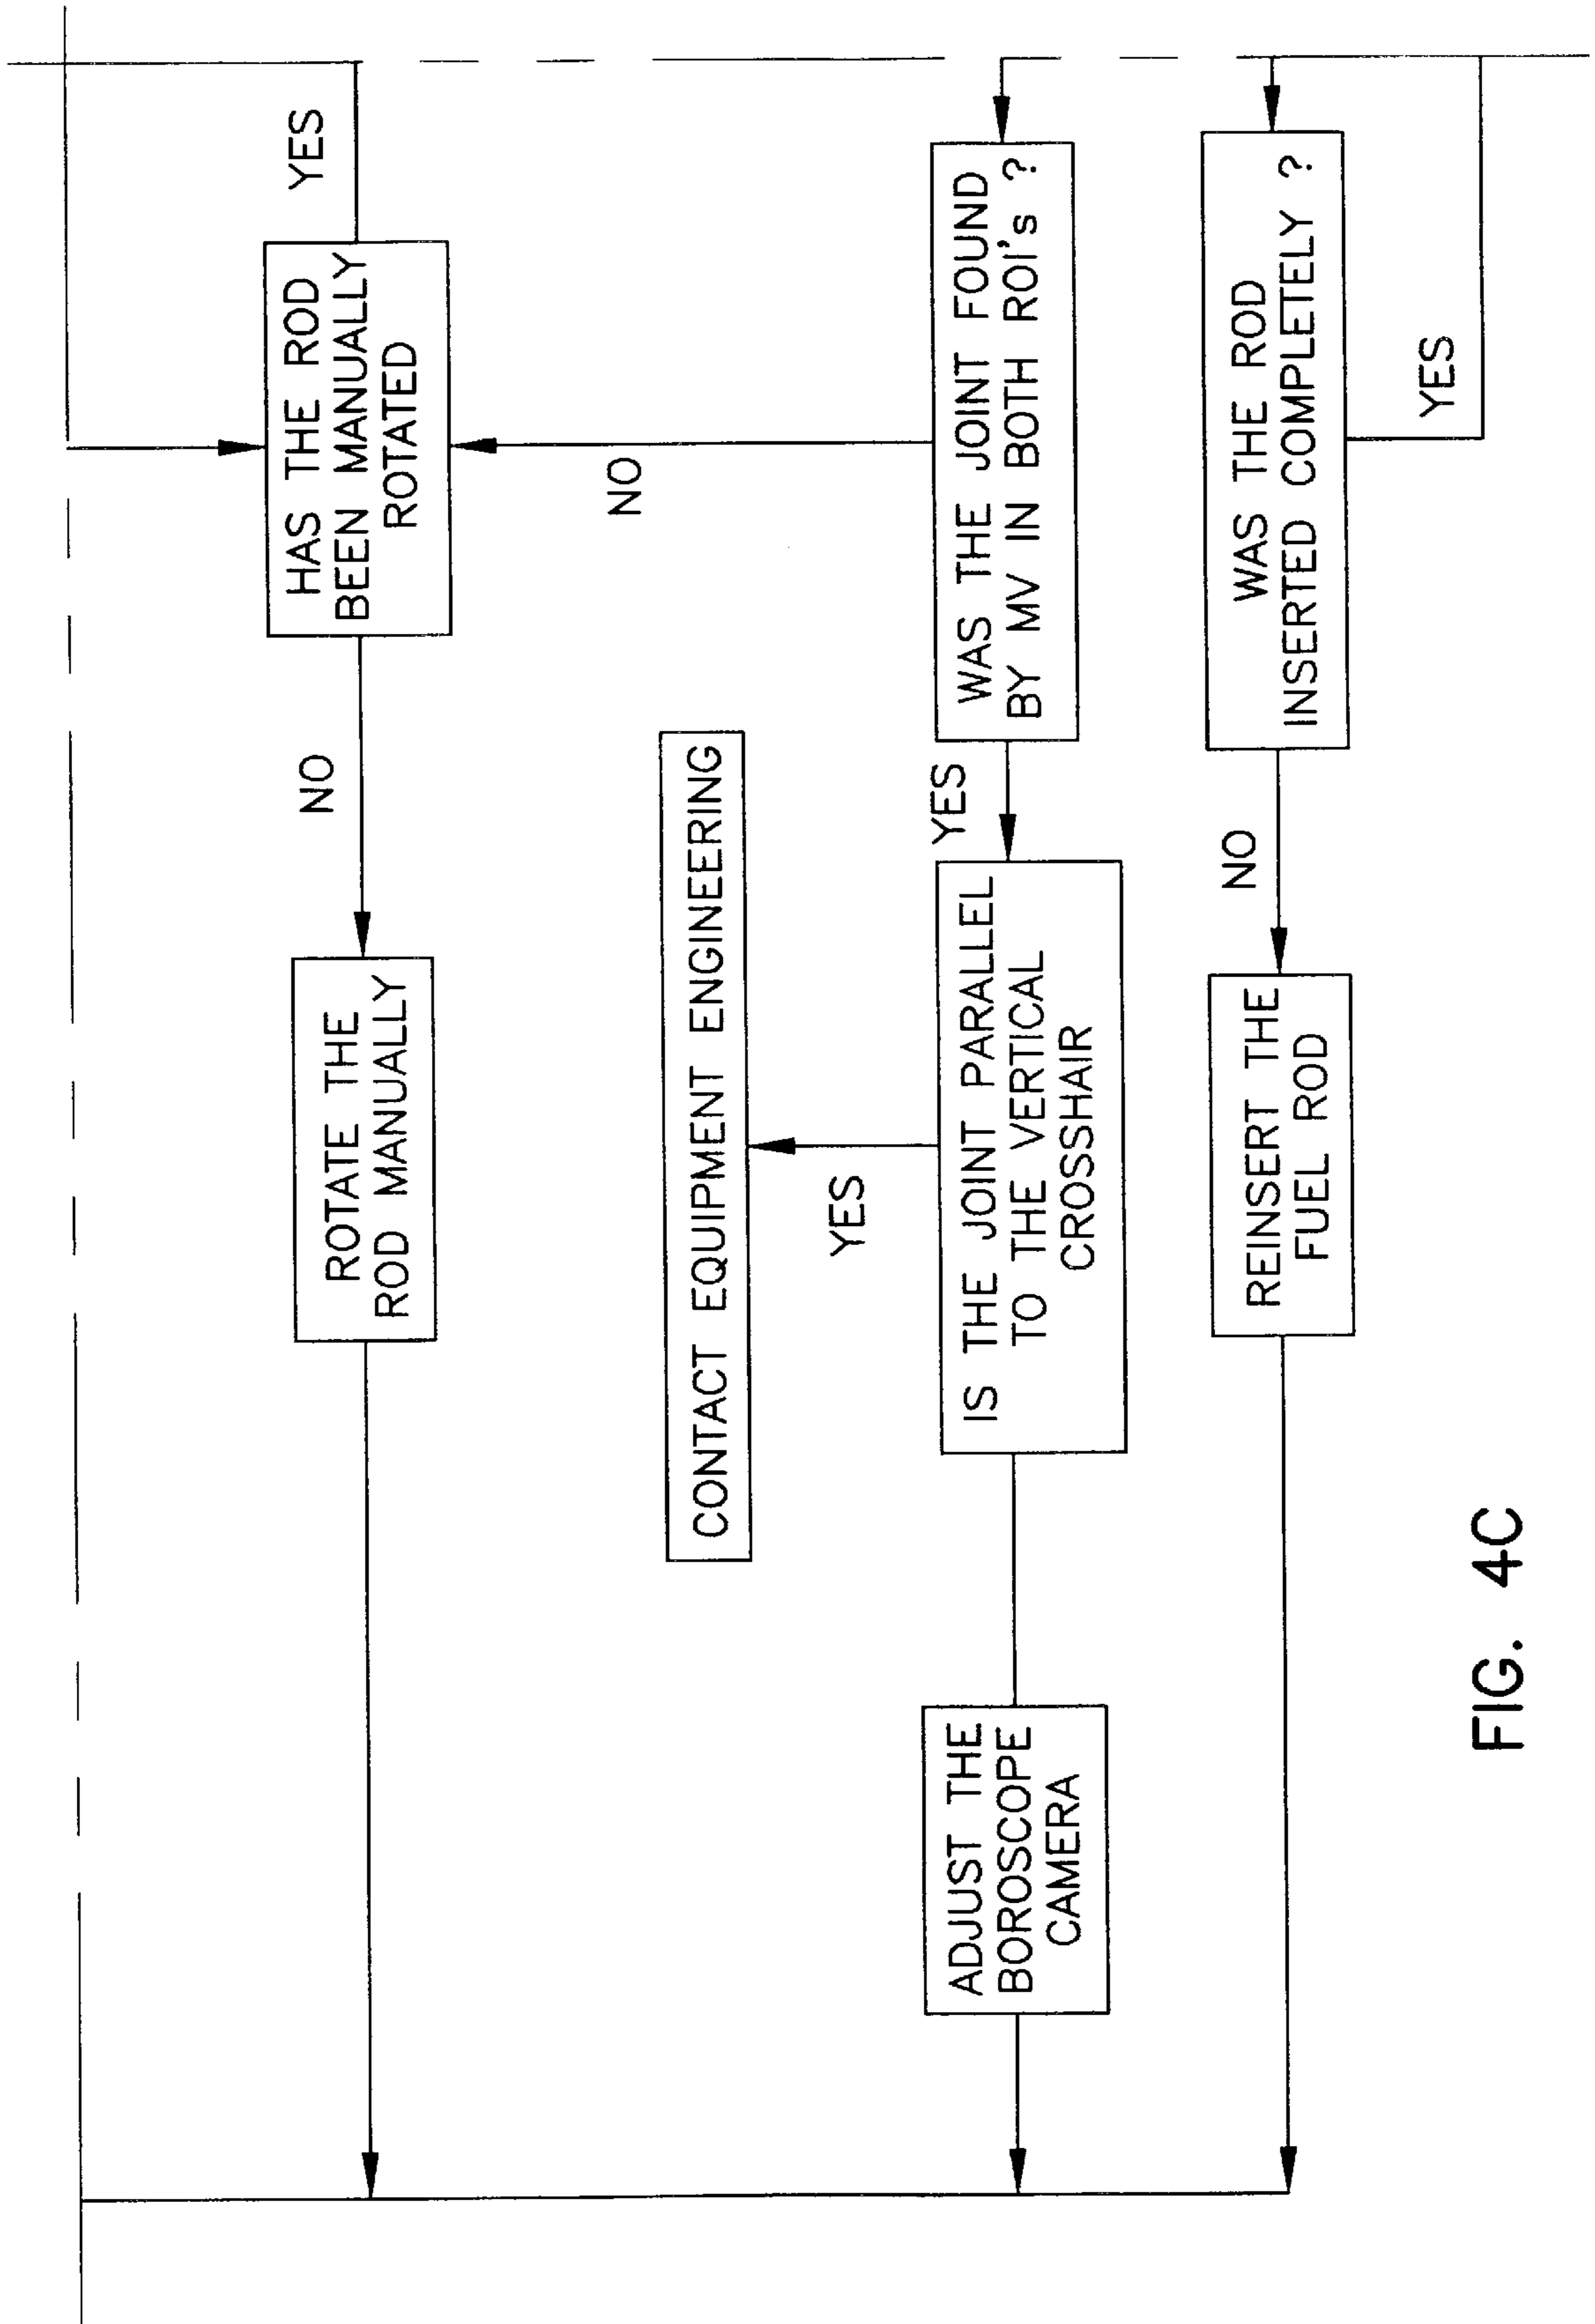 ROTATE THE
ROD MANUALLY
NO
HAS THE ROD
BEEN MANUALLY
ROTATED
YES
NO
CONTACT EQUIPMENT ENGINEERING
YES
ADJUST THE
BOROSCOPE
CAMERA
IS THE JOINT PARALLEL
TO THE VERTICAL
CROSSHAIR
YES
WAS THE JOINT FOUND
BY MV IN BOTH ROI's ?
REINSERT THE
FUEL ROD
NO
WAS THE ROD
INSERTED COMPLETELY ?
YES
FIG. 4C